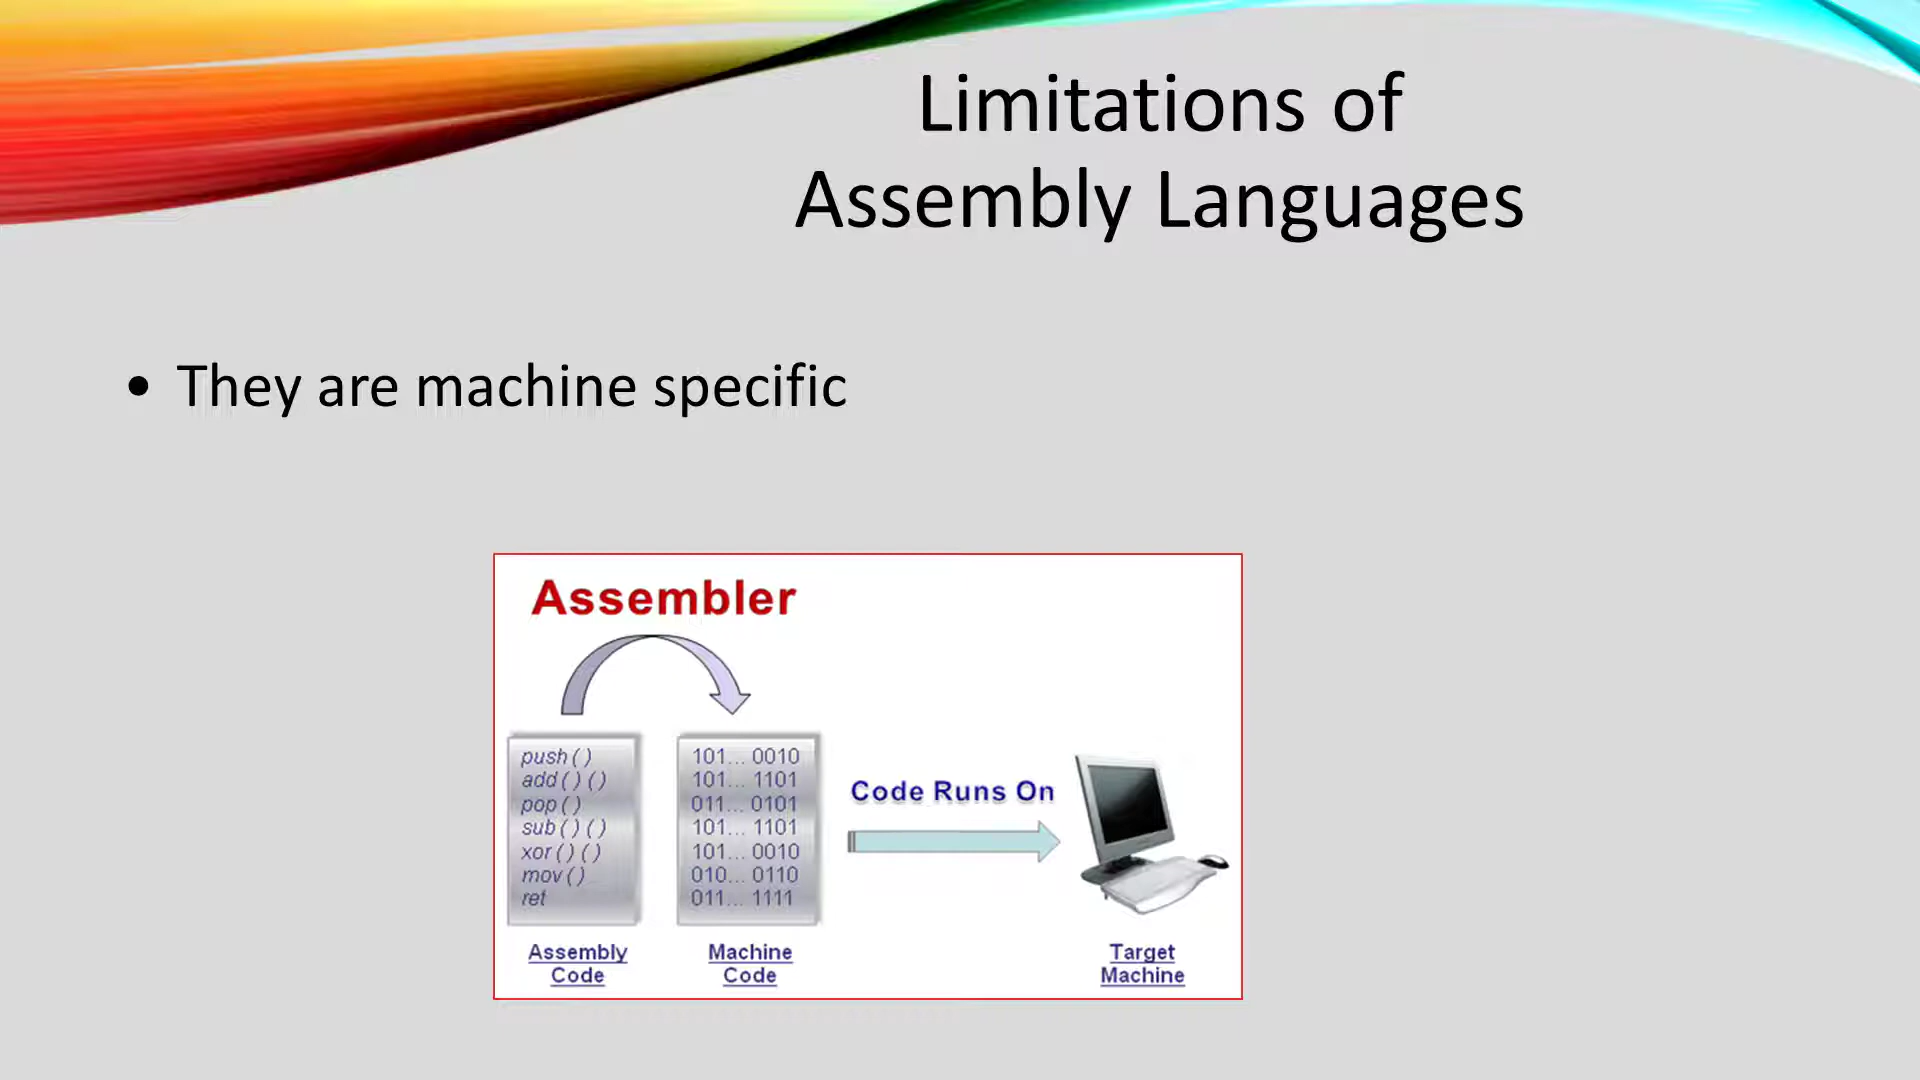 Limitations of
Assembly Languages
• They are machine specific
Assembler
push ( )
add ( ) ( )
pop ( )
sub ( ) ( )
xor ( ) ( )
mov ( )
ret
101... 0010
101... 1101
011... 0101
101... 1101
101... 0010
010... 0110
011... 1111
Code Runs On
Assembly
Code
Machine
Code
Target
Machine